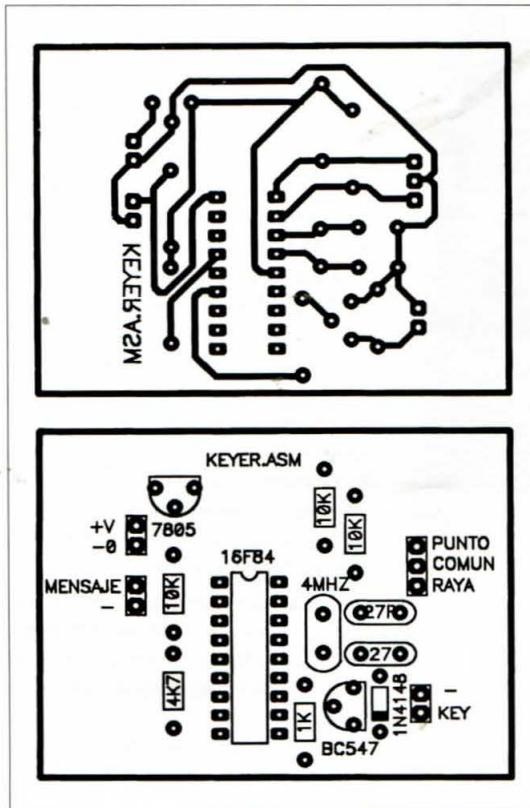 KEYER.ASM
KEYER.ASM
7805
+V
-0
MENSAJE
-
10K
4K7
16F84
10K
10K
4MHZ
27P
27
1K
BC547
1N4148
PUNTO
COMUN
RAYA
-
KEY